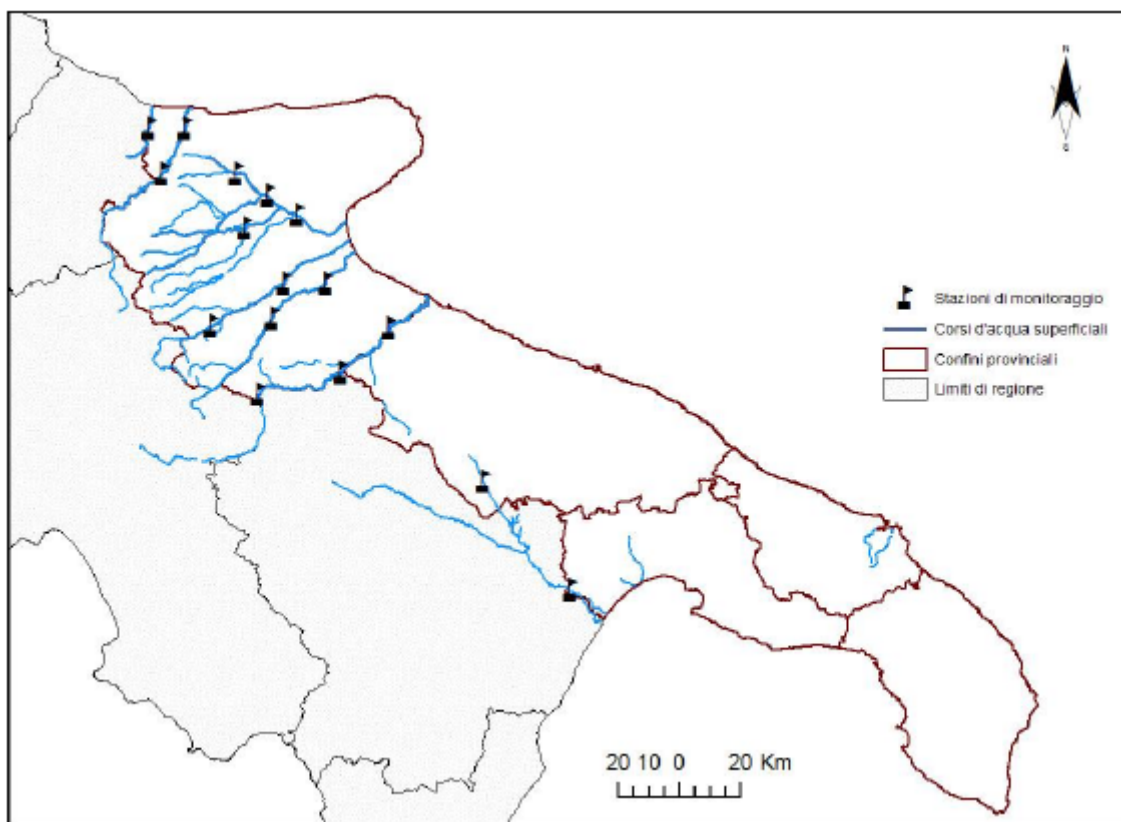 N
S
Stazioni di monitoraggio
Corsi d'acqua superficiali
Confini provinciali
Limiti di regione
20 10 0 20 Km